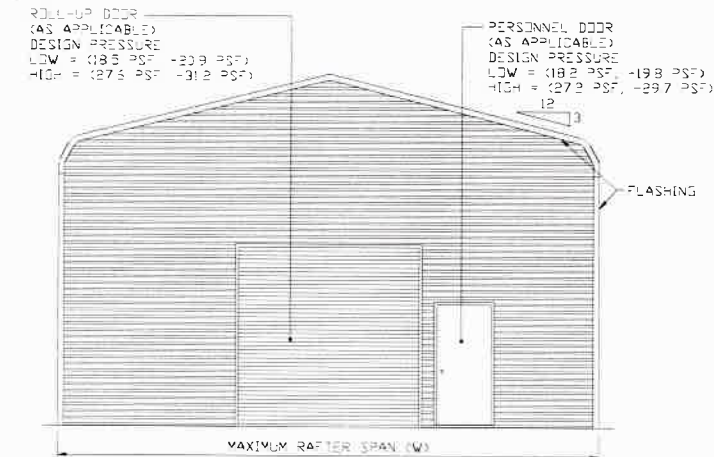 ROLL-UP DOOR
(AS APPLICABLE)
DESIGN PRESSURE
LOW = (18.5 PSF -20.9 PSF)
HIGH = (27.6 PSF -31.2 PSF)
PERSONNEL DOOR
(AS APPLICABLE)
DESIGN PRESSURE
LOW = (18.2 PSF, -19.8 PSF)
HIGH = (27.2 PSF, -29.7 PSF)
12
3
FLASHING
MAXIMUM RAFTER SPAN (W)